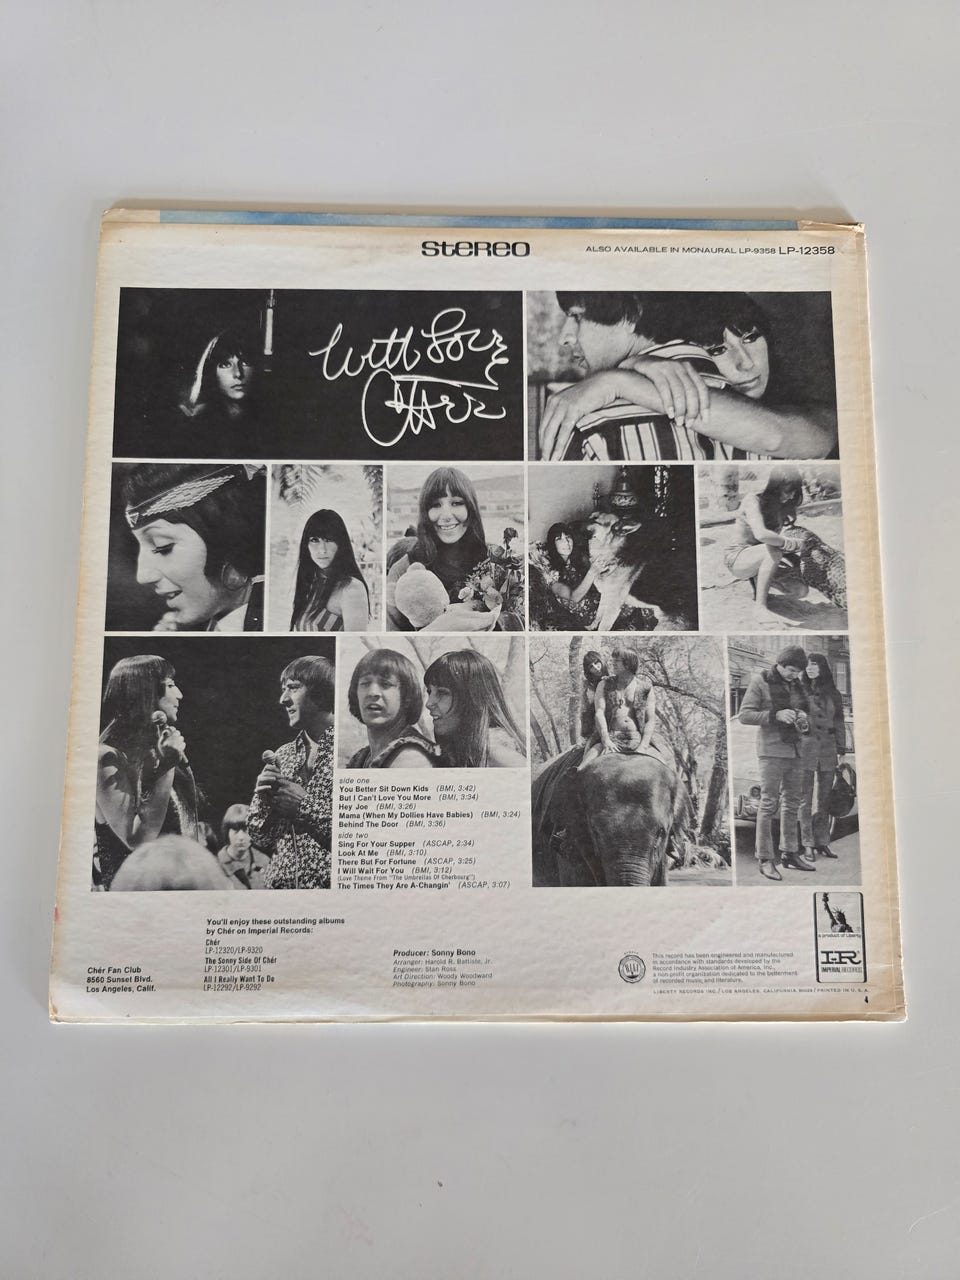 stereo
ALSO AVAILABLE IN MONAURAL LP-9358 LP-12358
With Love
Chér
side one
You Better Sit Down Kids (BMI, 3:42)
But I Can't Love You More (BMI, 3:34)
Hey Joe (BMI, 3:26)
Mama (When My Dollies Have Babies) (BMI, 3:24)
Behind The Door (BMI, 3:36)
side two
Sing For Your Supper (ASCAP, 2:34)
Look At Me (BMI, 3:10)
There But For Fortune (ASCAP, 3:25)
I Will Wait For You (BMI, 3:12)
(Love Theme From "The Umbrellas Of Cherbourg")
The Times They Are A-Changin' (ASCAP, 3:07)
You'll enjoy these outstanding albums
by Chér on Imperial Records:
Chér
LP-12320/LP-9320
The Sonny Side Of Chér
LP-12301/LP-9301
All I Really Want To Do
LP-12292/LP-9292
Chér Fan Club
8560 Sunset Blvd.
Los Angeles, Calif.
Producer: Sonny Bono
Arranger: Harold R. Battiste, Jr.
Engineer: Stan Ross
Art Direction: Woody Woodward
Photography: Sonny Bono
This record has been engineered and manufactured
in accordance with standards developed by the
Record Industry Association of America, Inc.,
a non-profit organization dedicated to the betterment
of recorded music and literature.
a product of Liberty
IR
IMPERIAL RECORDS
LIBERTY RECORDS INC./LOS ANGELES, CALIFORNIA 90028/PRINTED IN U.S.A.
4